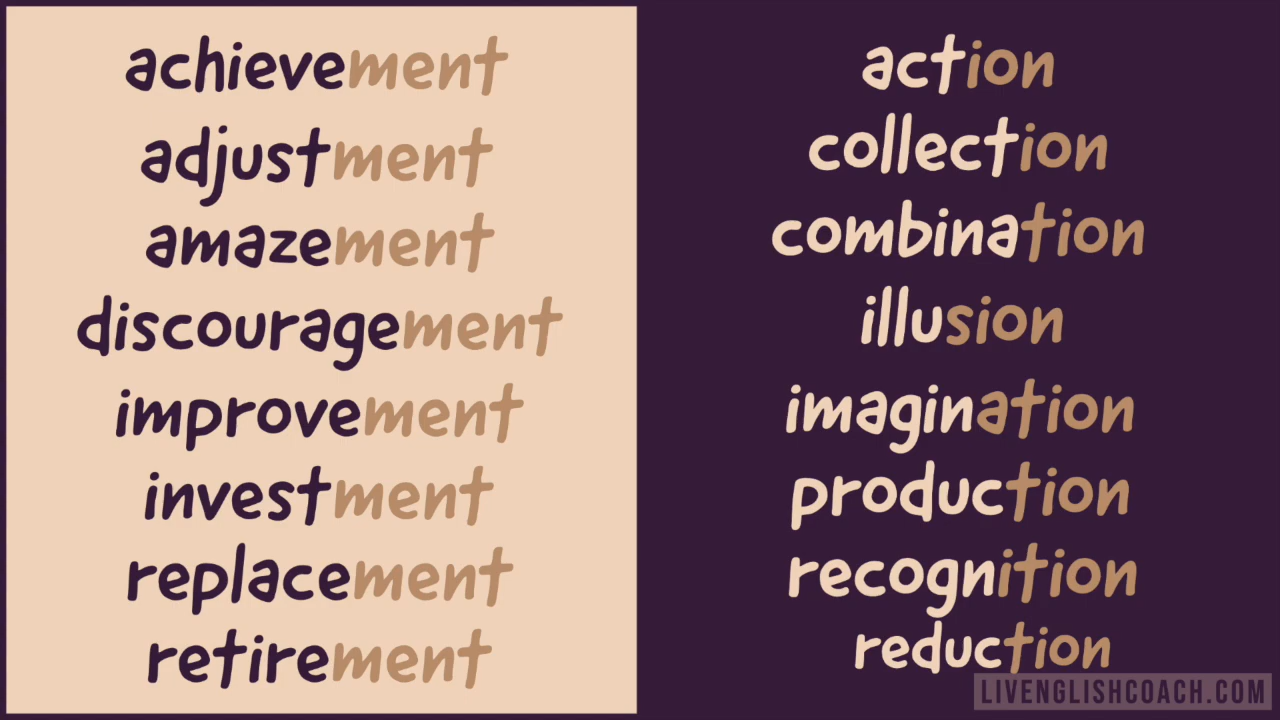 achievement
adjustment
amazement
discouragement
improvement
investment
replacement
retirement
action
collection
combination
illusion
imagination
production
recognition
reduction
LIVENGLISHCOACH.COM